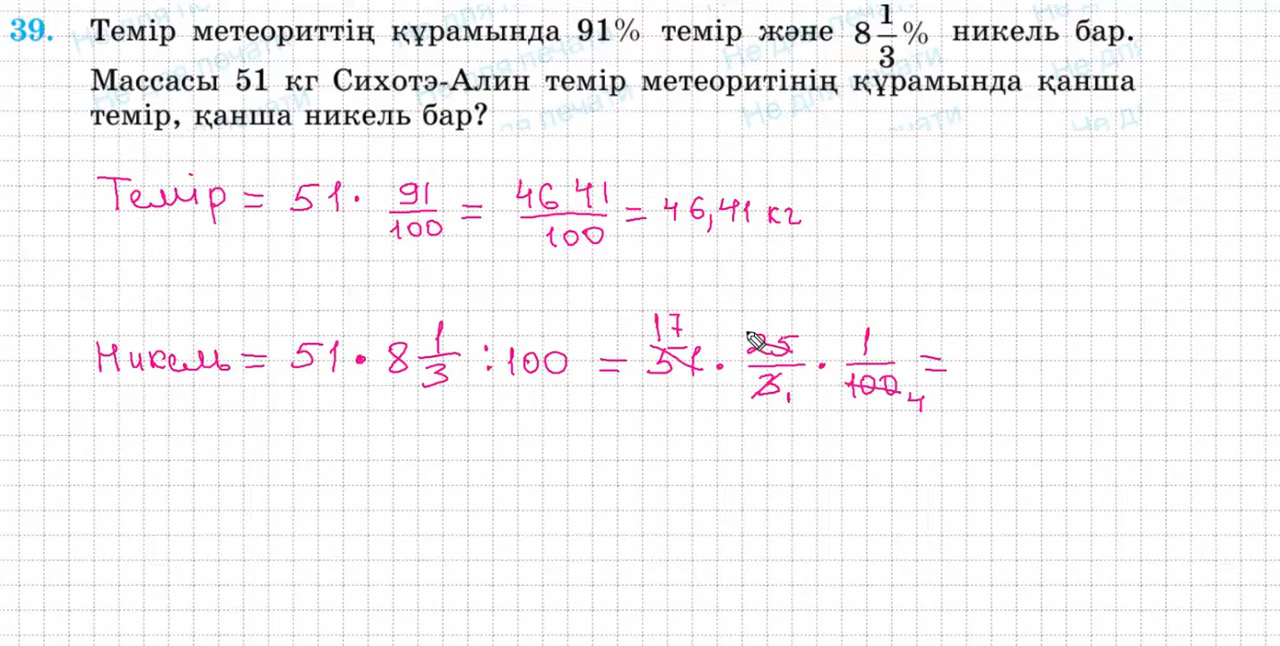 39. Темір метеориттің құрамында 91% темір және 8 1/3 % никель бар.
Массасы 51 кг Сихотэ-Алин темір метеоритінің құрамында қанша
темір, қанша никель бар?
Темір = 51 · 91/100 = 4641/100 = 46,41 кг
Никель = 51 · 8 1/3 : 100 = 51 17 · 25/3 1 · 1/100 4 =